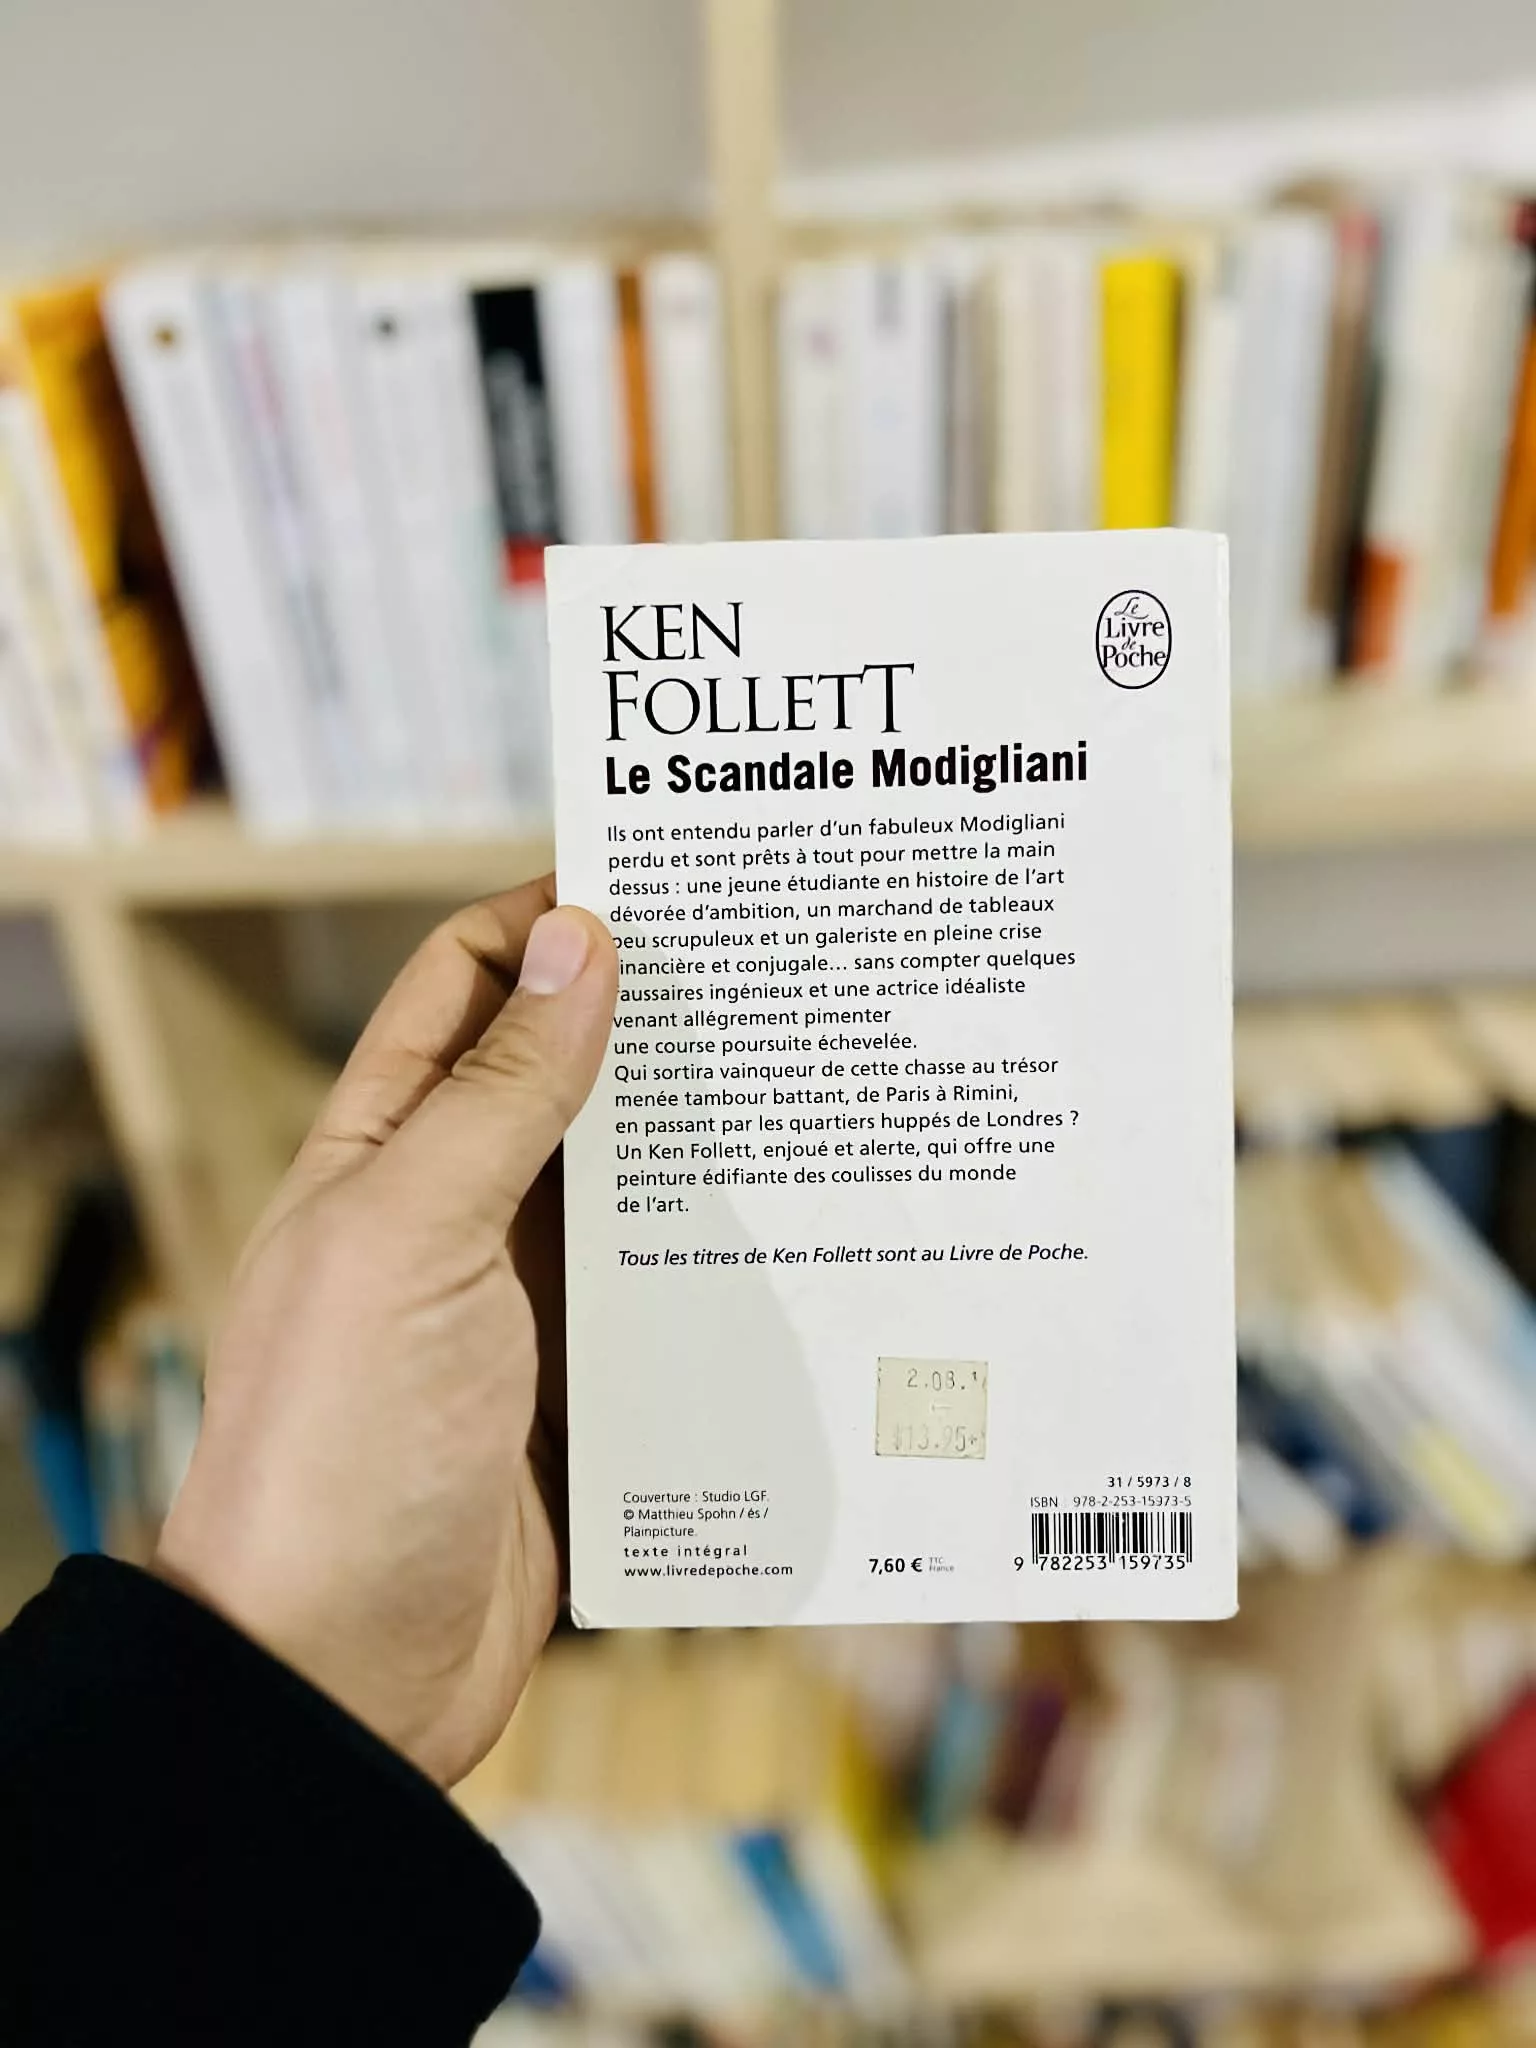 KEN
FOLLETT
Le
Livre
de
Poche
Le Scandale Modigliani
Ils ont entendu parler d'un fabuleux Modigliani
perdu et sont prêts à tout pour mettre la main
dessus : une jeune étudiante en histoire de l'art
dévorée d'ambition, un marchand de tableaux
peu scrupuleux et un galeriste en pleine crise
financière et conjugale... sans compter quelques
faussaires ingénieux et une actrice idéaliste
venant allégrement pimenter
une course poursuite échevelée.
Qui sortira vainqueur de cette chasse au trésor
menée tambour battant, de Paris à Rimini,
en passant par les quartiers huppés de Londres ?
Un Ken Follett, enjoué et alerte, qui offre une
peinture édifiante des coulisses du monde
de l'art.
Tous les titres de Ken Follett sont au Livre de Poche.
2.08.1
$13.95+
Couverture : Studio LGF.
© Matthieu Spohn / és /
Plainpicture.
texte intégral
www.livredepoche.com
7,60 € TTC France
31 / 5973 / 8
ISBN : 978-2-253-15973-5
9 782253 159735